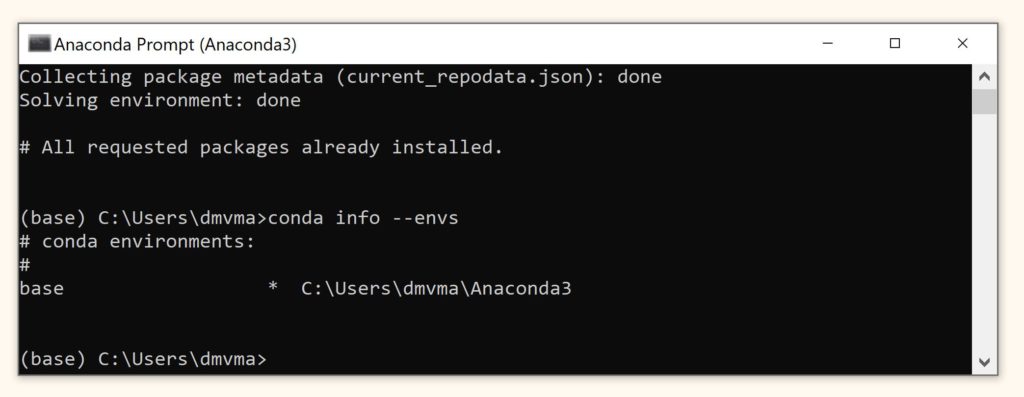 Anaconda Prompt (Anaconda3)
Collecting package metadata (current_repodata.json): done
Solving environment: done
# All requested packages already installed.
(base) C:\Users\dmvma>conda info --envs
# conda environments:
#
base                  *  C:\Users\dmvma\Anaconda3
(base) C:\Users\dmvma>